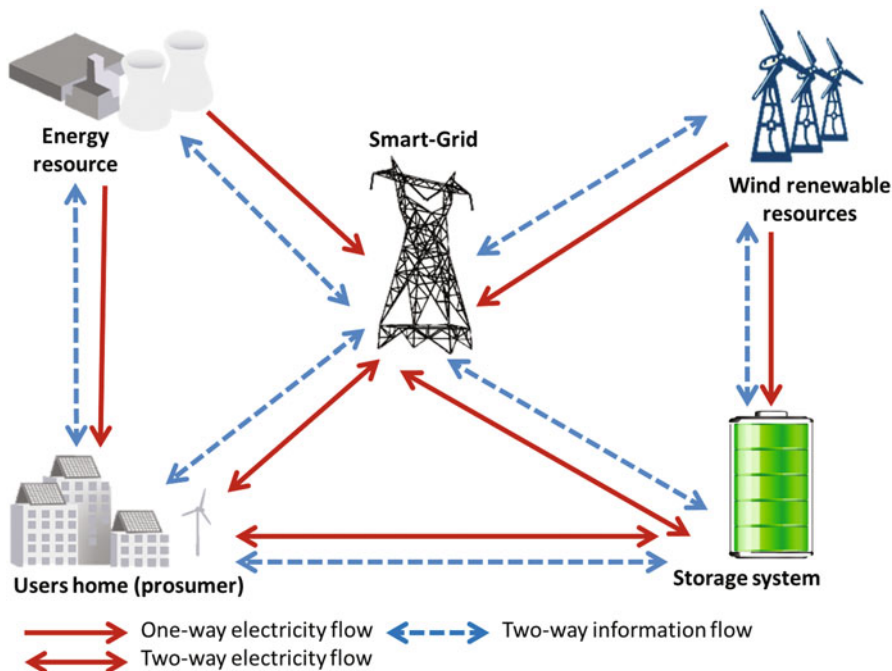 Energy
resource
Smart-Grid
Wind renewable
resources
Users home (prosumer)
Storage system
One-way electricity flow
Two-way information flow
Two-way electricity flow